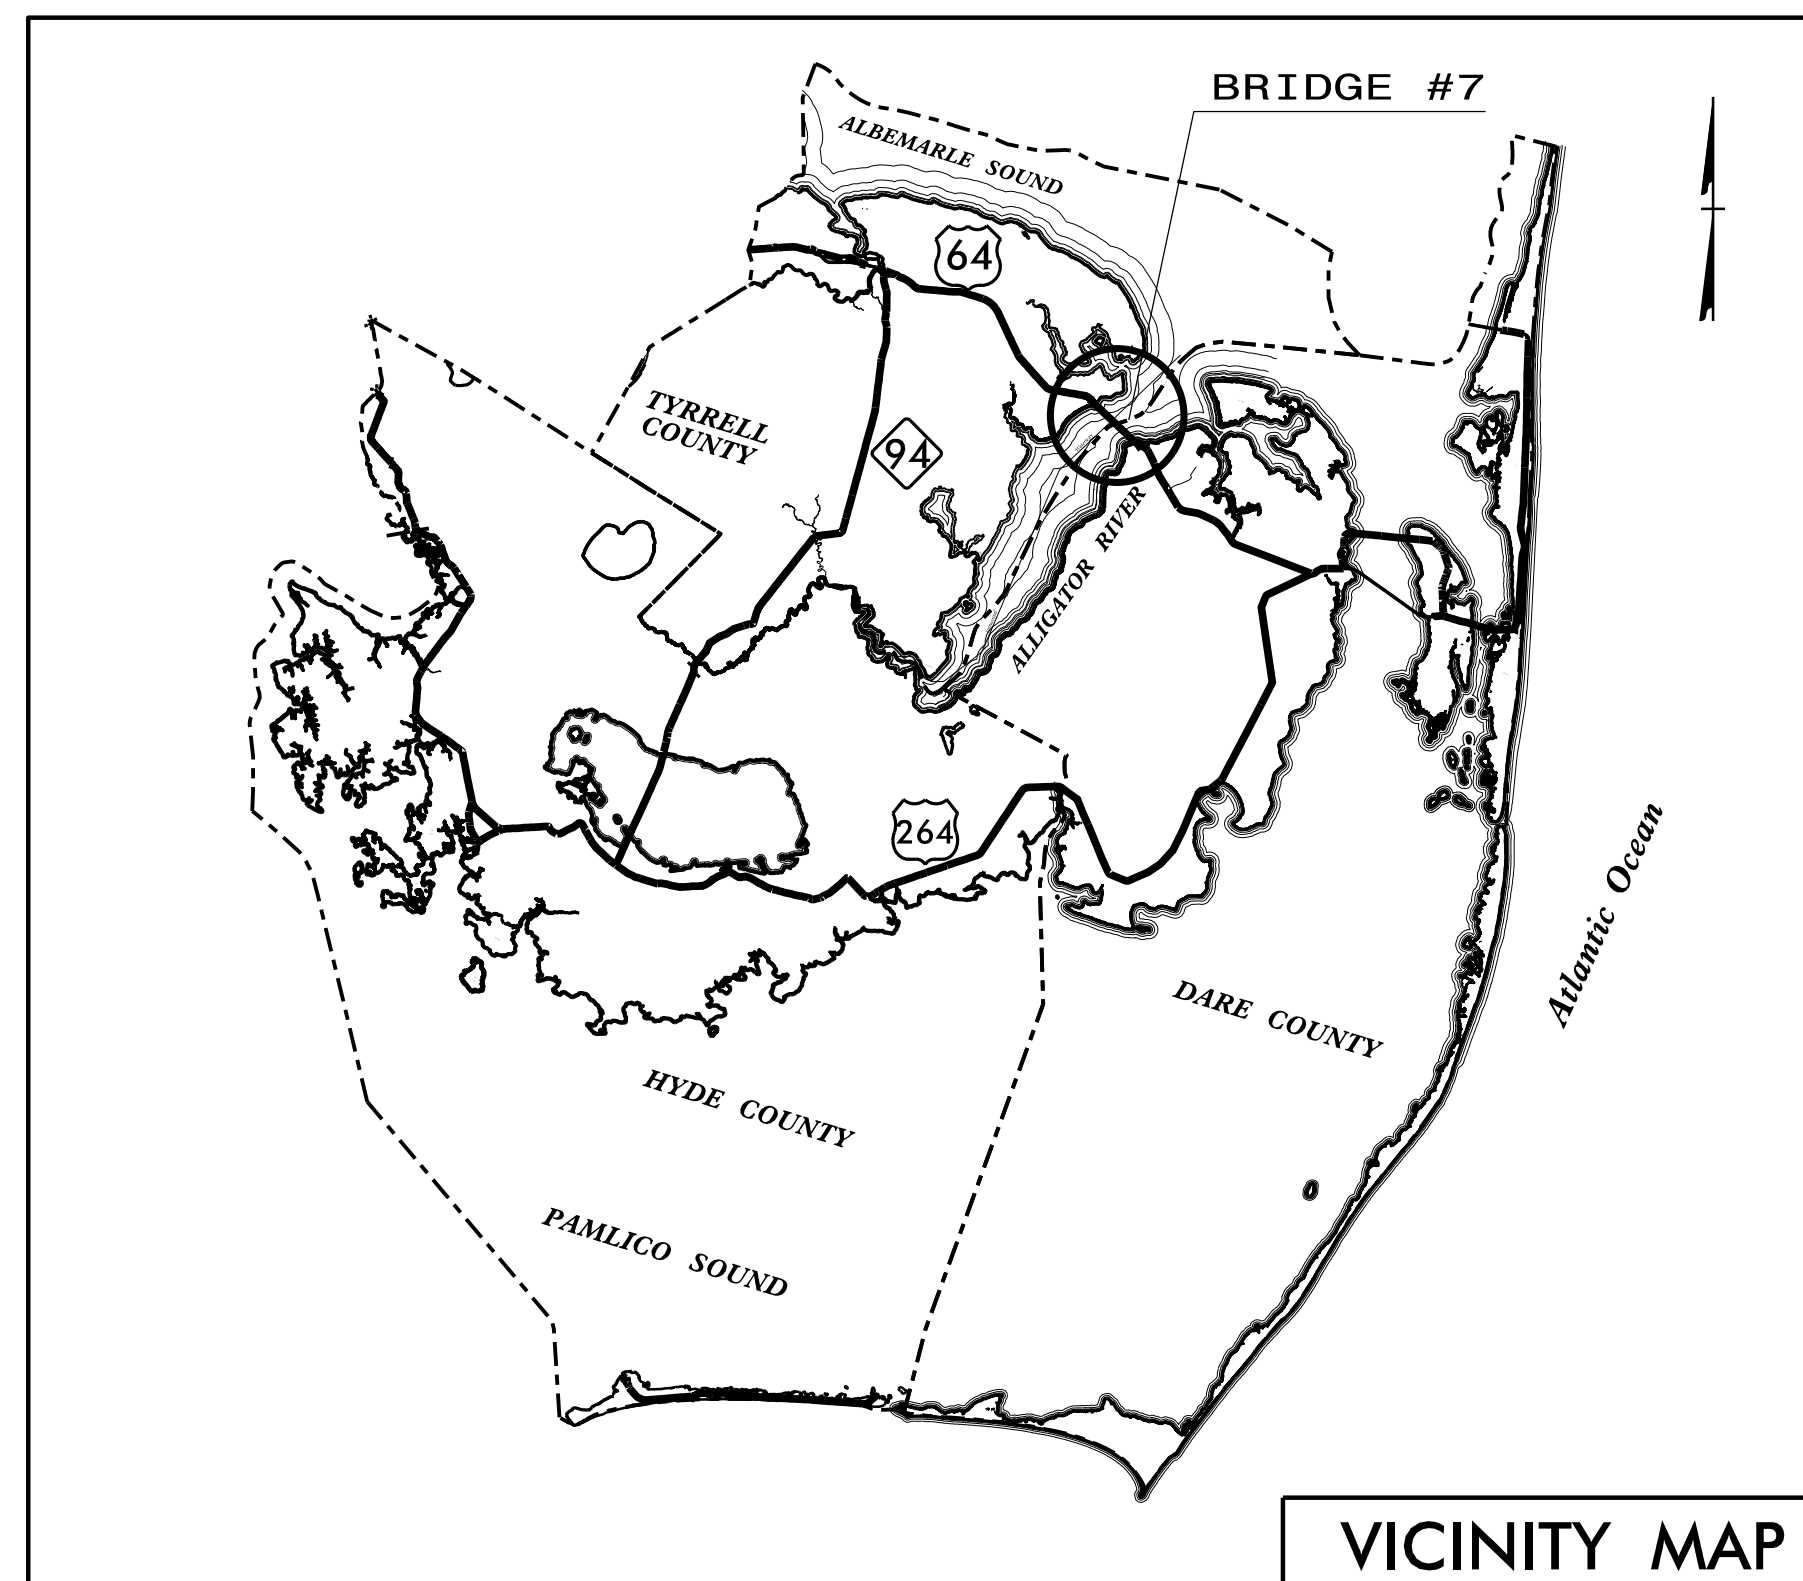 BRIDGE #7
ALBEMARLE SOUND
64
TYRRELL
COUNTY
94
ALLIGATOR RIVER
264
Atlantic Ocean
DARE COUNTY
HYDE COUNTY
PAMLICO SOUND
VICINITY MAP